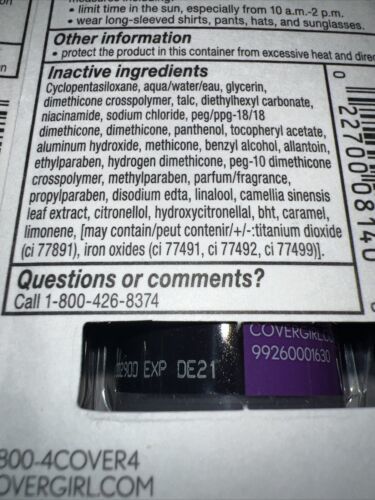 • limit time in the sun, especially from 10 a.m.-2 p.m.
• wear long-sleeved shirts, pants, hats, and sunglasses.
Other information
• protect the product in this container from excessive heat and
Inactive ingredients
Cyclopentasiloxane, aqua/water/eau, glycerin,
dimethicone crosspolymer, talc, diethylhexyl carbonate,
niacinamide, sodium chloride, peg/ppg-18/18
dimethicone, dimethicone, panthenol, tocopheryl acetate,
aluminum hydroxide, methicone, benzyl alcohol, allantoin,
ethylparaben, hydrogen dimethicone, peg-10 dimethicone
crosspolymer, methylparaben, parfum/fragrance,
propylparaben, disodium edta, linalool, camellia sinensis
leaf extract, citronellol, hydroxycitronellal, bht, caramel,
limonene, [may contain/peut contenir/+/-:titanium dioxide
(ci 77891), iron oxides (ci 77491, ci 77492, ci 77499)].
Questions or comments?
Call 1-800-426-8374
0 22700 08140
COVERGIRL.CO
99260001630
2900 EXP DE21
800-4COVER4
OVERGIRL.COM